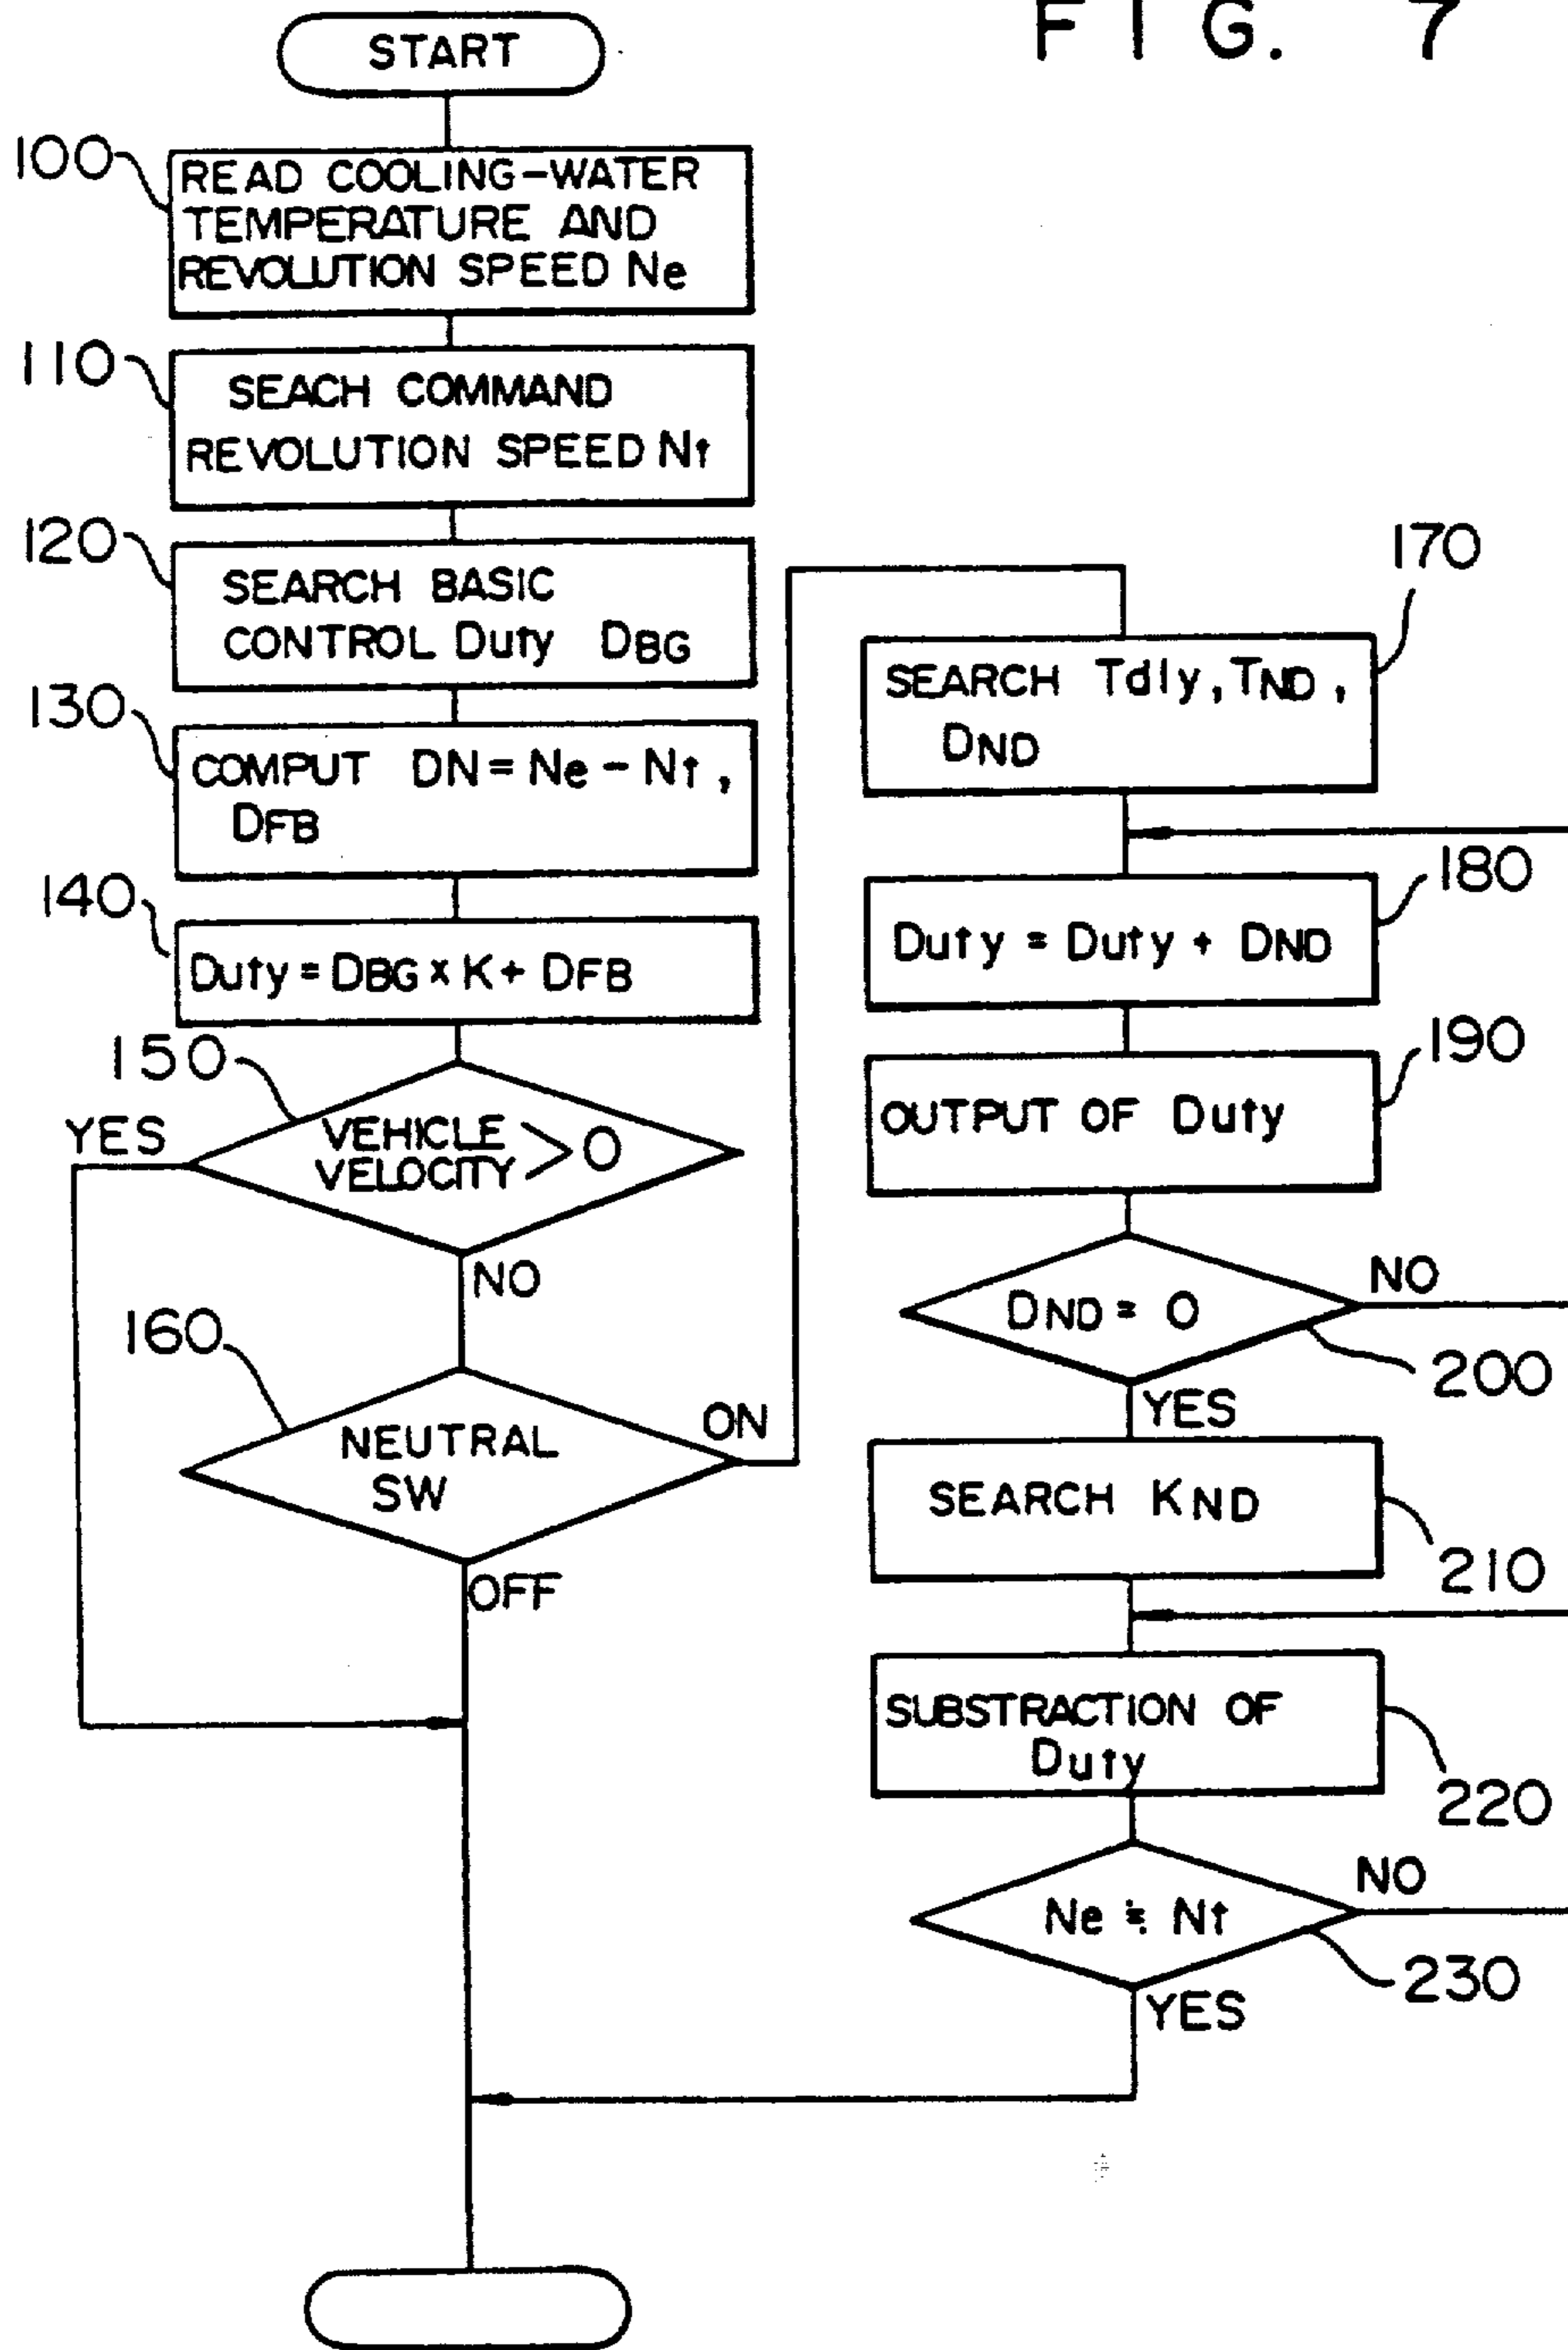 FIG. 7
START
100
READ COOLING-WATER
TEMPERATURE AND
REVOLUTION SPEED Ne
110
SEACH COMMAND
REVOLUTION SPEED Nt
120
SEARCH BASIC
CONTROL Duty DBG
130
COMPUT DN = Ne - Nt ,
DFB
140
Duty = DBG x K + DFB
150
YES
VEHICLE
VELOCITY > 0
NO
160
NEUTRAL
SW
ON
OFF
170
SEARCH Tdly, TND ,
DND
180
Duty = Duty + DND
190
OUTPUT OF Duty
DND = 0
NO
200
YES
SEARCH KND
210
SUBSTRACTION OF
Duty
220
Ne ≒ Nt
NO
230
YES